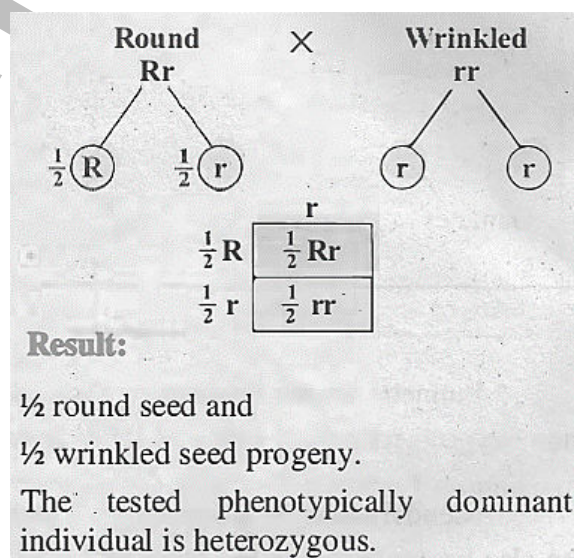 Round × Wrinkled
Rr rr
½ R ½ r r r
r
½ R ½ Rr
½ r ½ rr
Result:
½ round seed and
½ wrinkled seed progeny.
The tested phenotypically dominant
individual is heterozygous.